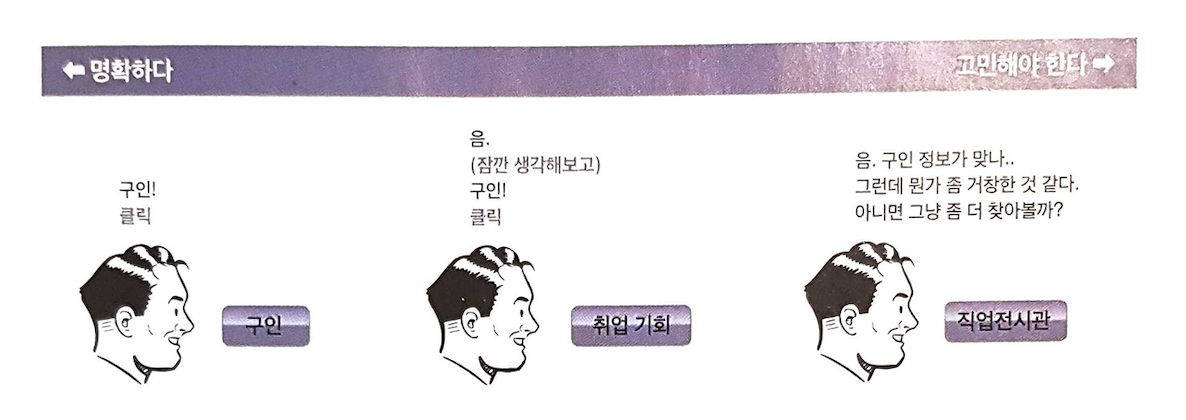 ← 명확하다
고민해야 한다 →
구인!
클릭
구인
음.
(잠깐 생각해보고)
구인!
클릭
취업 기회
음. 구인 정보가 맞나..
그런데 뭔가 좀 거창한 것 같다.
아니면 그냥 좀 더 찾아볼까?
직업전시관